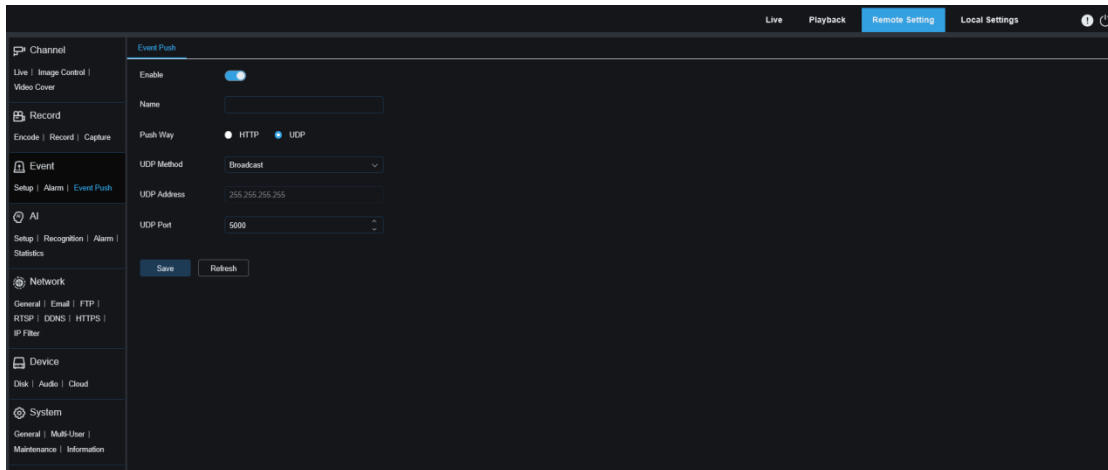 Live Playback Remote Setting Local Settings
Channel
Live | Image Control |
Video Cover
Record
Encode | Record | Capture
Event
Setup | Alarm | Event Push
AI
Setup | Recognition | Alarm |
Statistics
Network
General | Email | FTP |
RTSP | DDNS | HTTPS |
IP Filter
Device
Disk | Audio | Cloud
System
General | Multi-User |
Maintenance | Information
Event Push
Enable
Name
Push Way HTTP UDP
UDP Method Broadcast
UDP Address 255.255.255.255
UDP Port 5000
Save Refresh